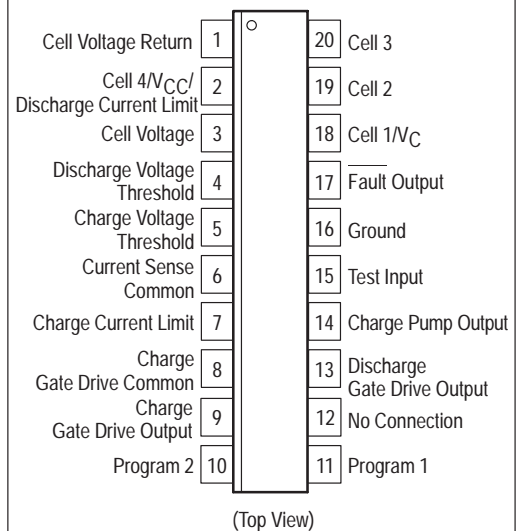 Cell Voltage Return 1
Cell 4/VCC/
Discharge Current Limit 2
Cell Voltage 3
Discharge Voltage
Threshold 4
Charge Voltage
Threshold 5
Current Sense
Common 6
Charge Current Limit 7
Charge
Gate Drive Common 8
Charge
Gate Drive Output 9
Program 2 10
20 Cell 3
19 Cell 2
18 Cell 1/VC
17 Fault Output
16 Ground
15 Test Input
14 Charge Pump Output
13 Discharge
Gate Drive Output
12 No Connection
11 Program 1
(Top View)